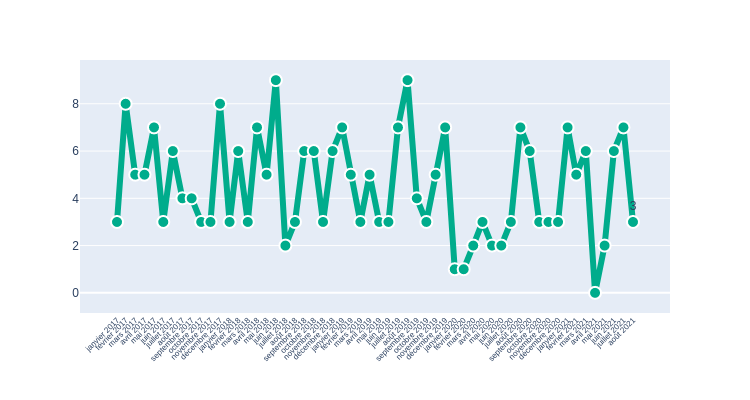 8
6
4
2
0
3
janvier 2017
février 2017
mars 2017
avril 2017
mai 2017
juin 2017
juillet 2017
août 2017
septembre 2017
octobre 2017
novembre 2017
décembre 2017
janvier 2018
février 2018
mars 2018
avril 2018
mai 2018
juin 2018
juillet 2018
août 2018
septembre 2018
octobre 2018
novembre 2018
décembre 2018
janvier 2019
février 2019
mars 2019
avril 2019
mai 2019
juin 2019
juillet 2019
août 2019
septembre 2019
octobre 2019
novembre 2019
décembre 2019
janvier 2020
février 2020
mars 2020
avril 2020
mai 2020
juin 2020
juillet 2020
août 2020
septembre 2020
octobre 2020
novembre 2020
décembre 2020
janvier 2021
février 2021
mars 2021
avril 2021
mai 2021
juin 2021
juillet 2021
août 2021